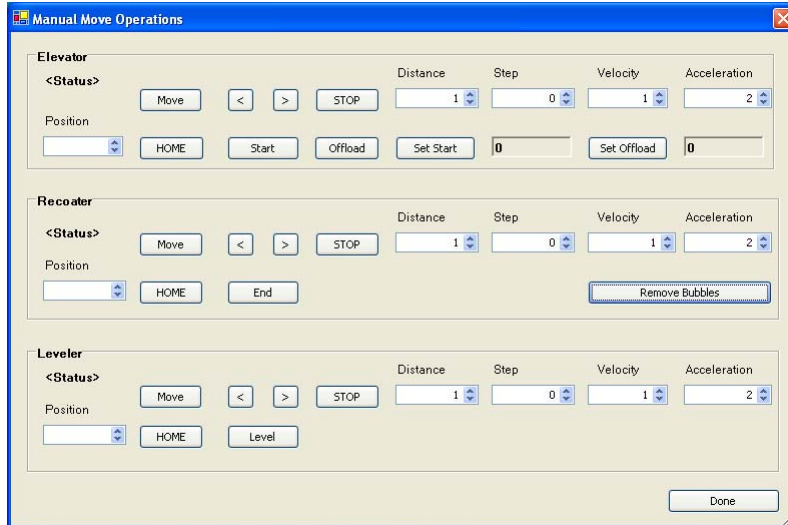 Manual Move Operations
Elevator
<Status>
Distance Step Velocity Acceleration
Move < > STOP 1 0 1 2
Position
HOME Start Offload Set Start 0 Set Offload 0
Recoater
Distance Step Velocity Acceleration
<Status>
Move < > STOP 1 0 1 2
Position
HOME End Remove Bubbles
Leveler
Distance Step Velocity Acceleration
<Status>
Move < > STOP 1 0 1 2
Position
HOME Level
Done